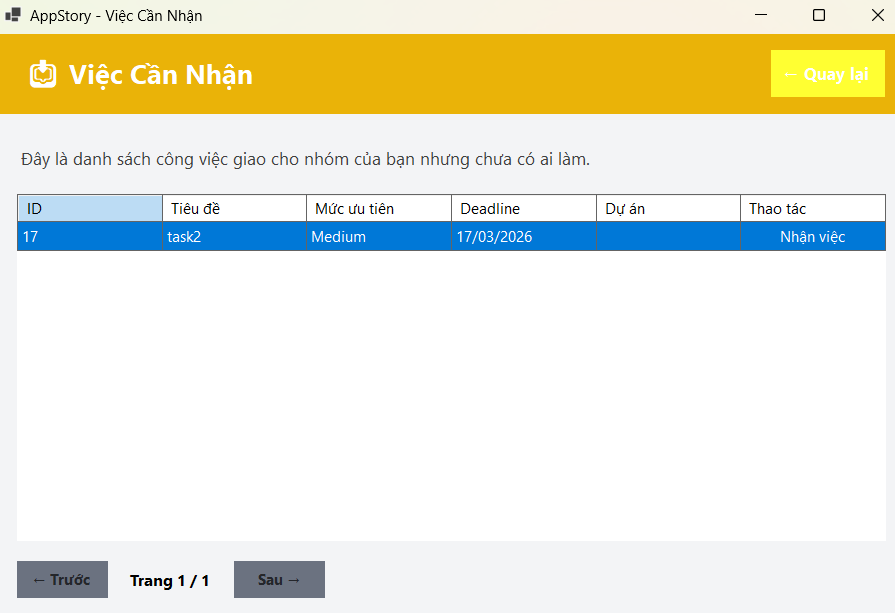 AppStory - Việc Cần Nhận
Việc Cần Nhận
← Quay lại
Đây là danh sách công việc giao cho nhóm của bạn nhưng chưa có ai làm.
ID Tiêu đề Mức ưu tiên Deadline Dự án Thao tác
17 task2 Medium 17/03/2026 Nhận việc
← Trước Trang 1 / 1 Sau →